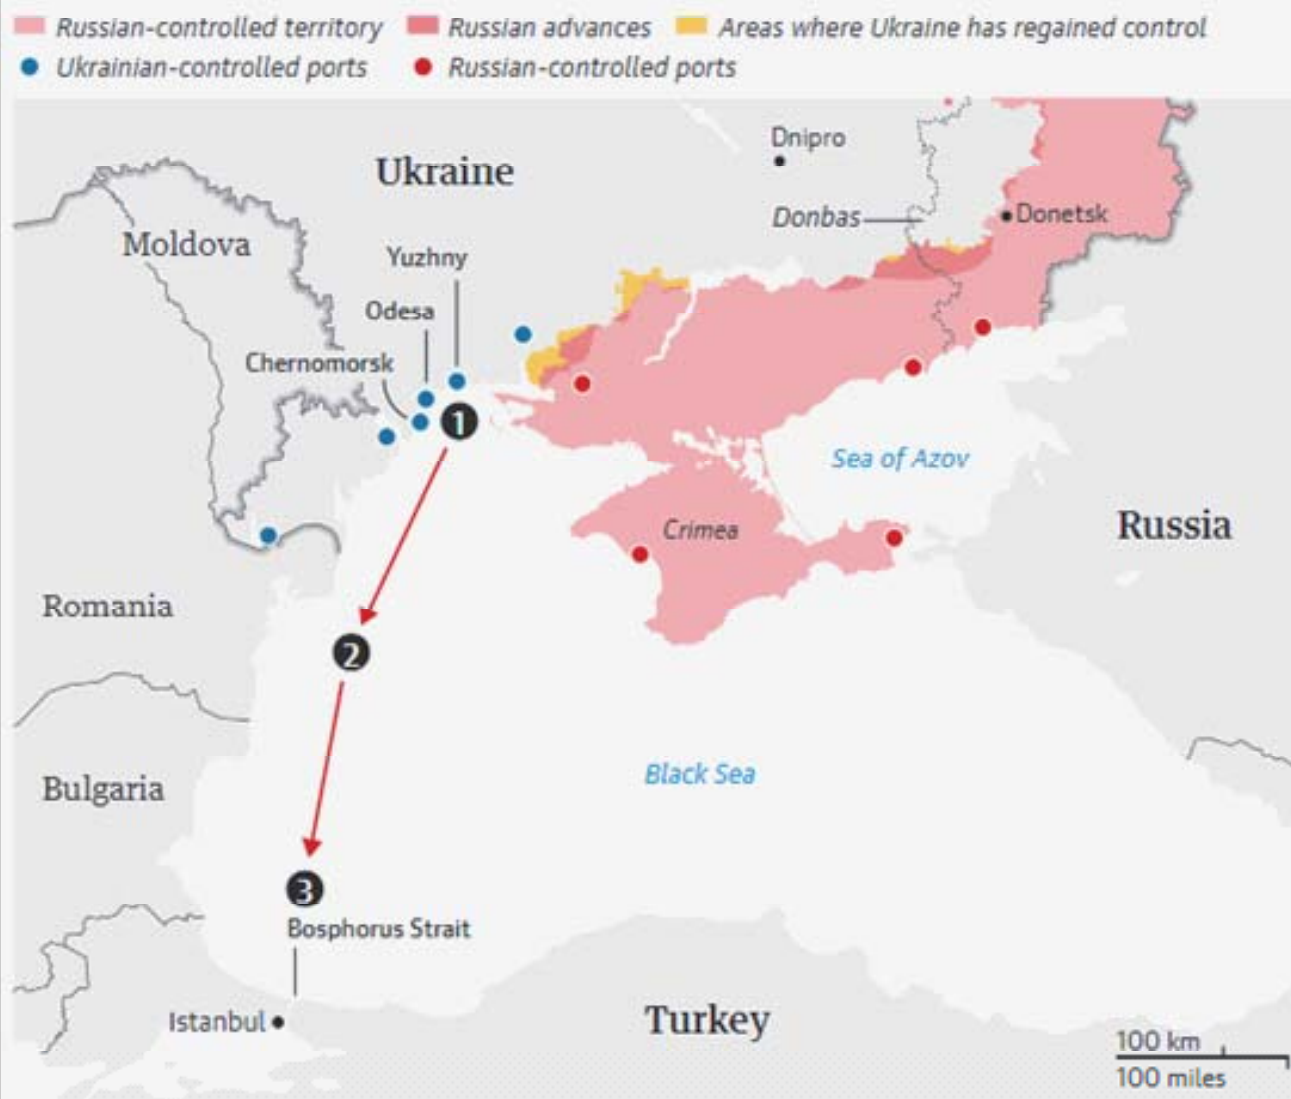 Russian-controlled territory Russian advances Areas where Ukraine has regained control
Ukrainian-controlled ports Russian-controlled ports
Dnipro
Ukraine
Donbas
Donetsk
Moldova
Yuzhny
Odesa
Chernomorsk
1
Sea of Azov
Russia
Crimea
Romania
2
Black Sea
Bulgaria
3
Bosphorus Strait
Istanbul
Turkey
100 km
100 miles